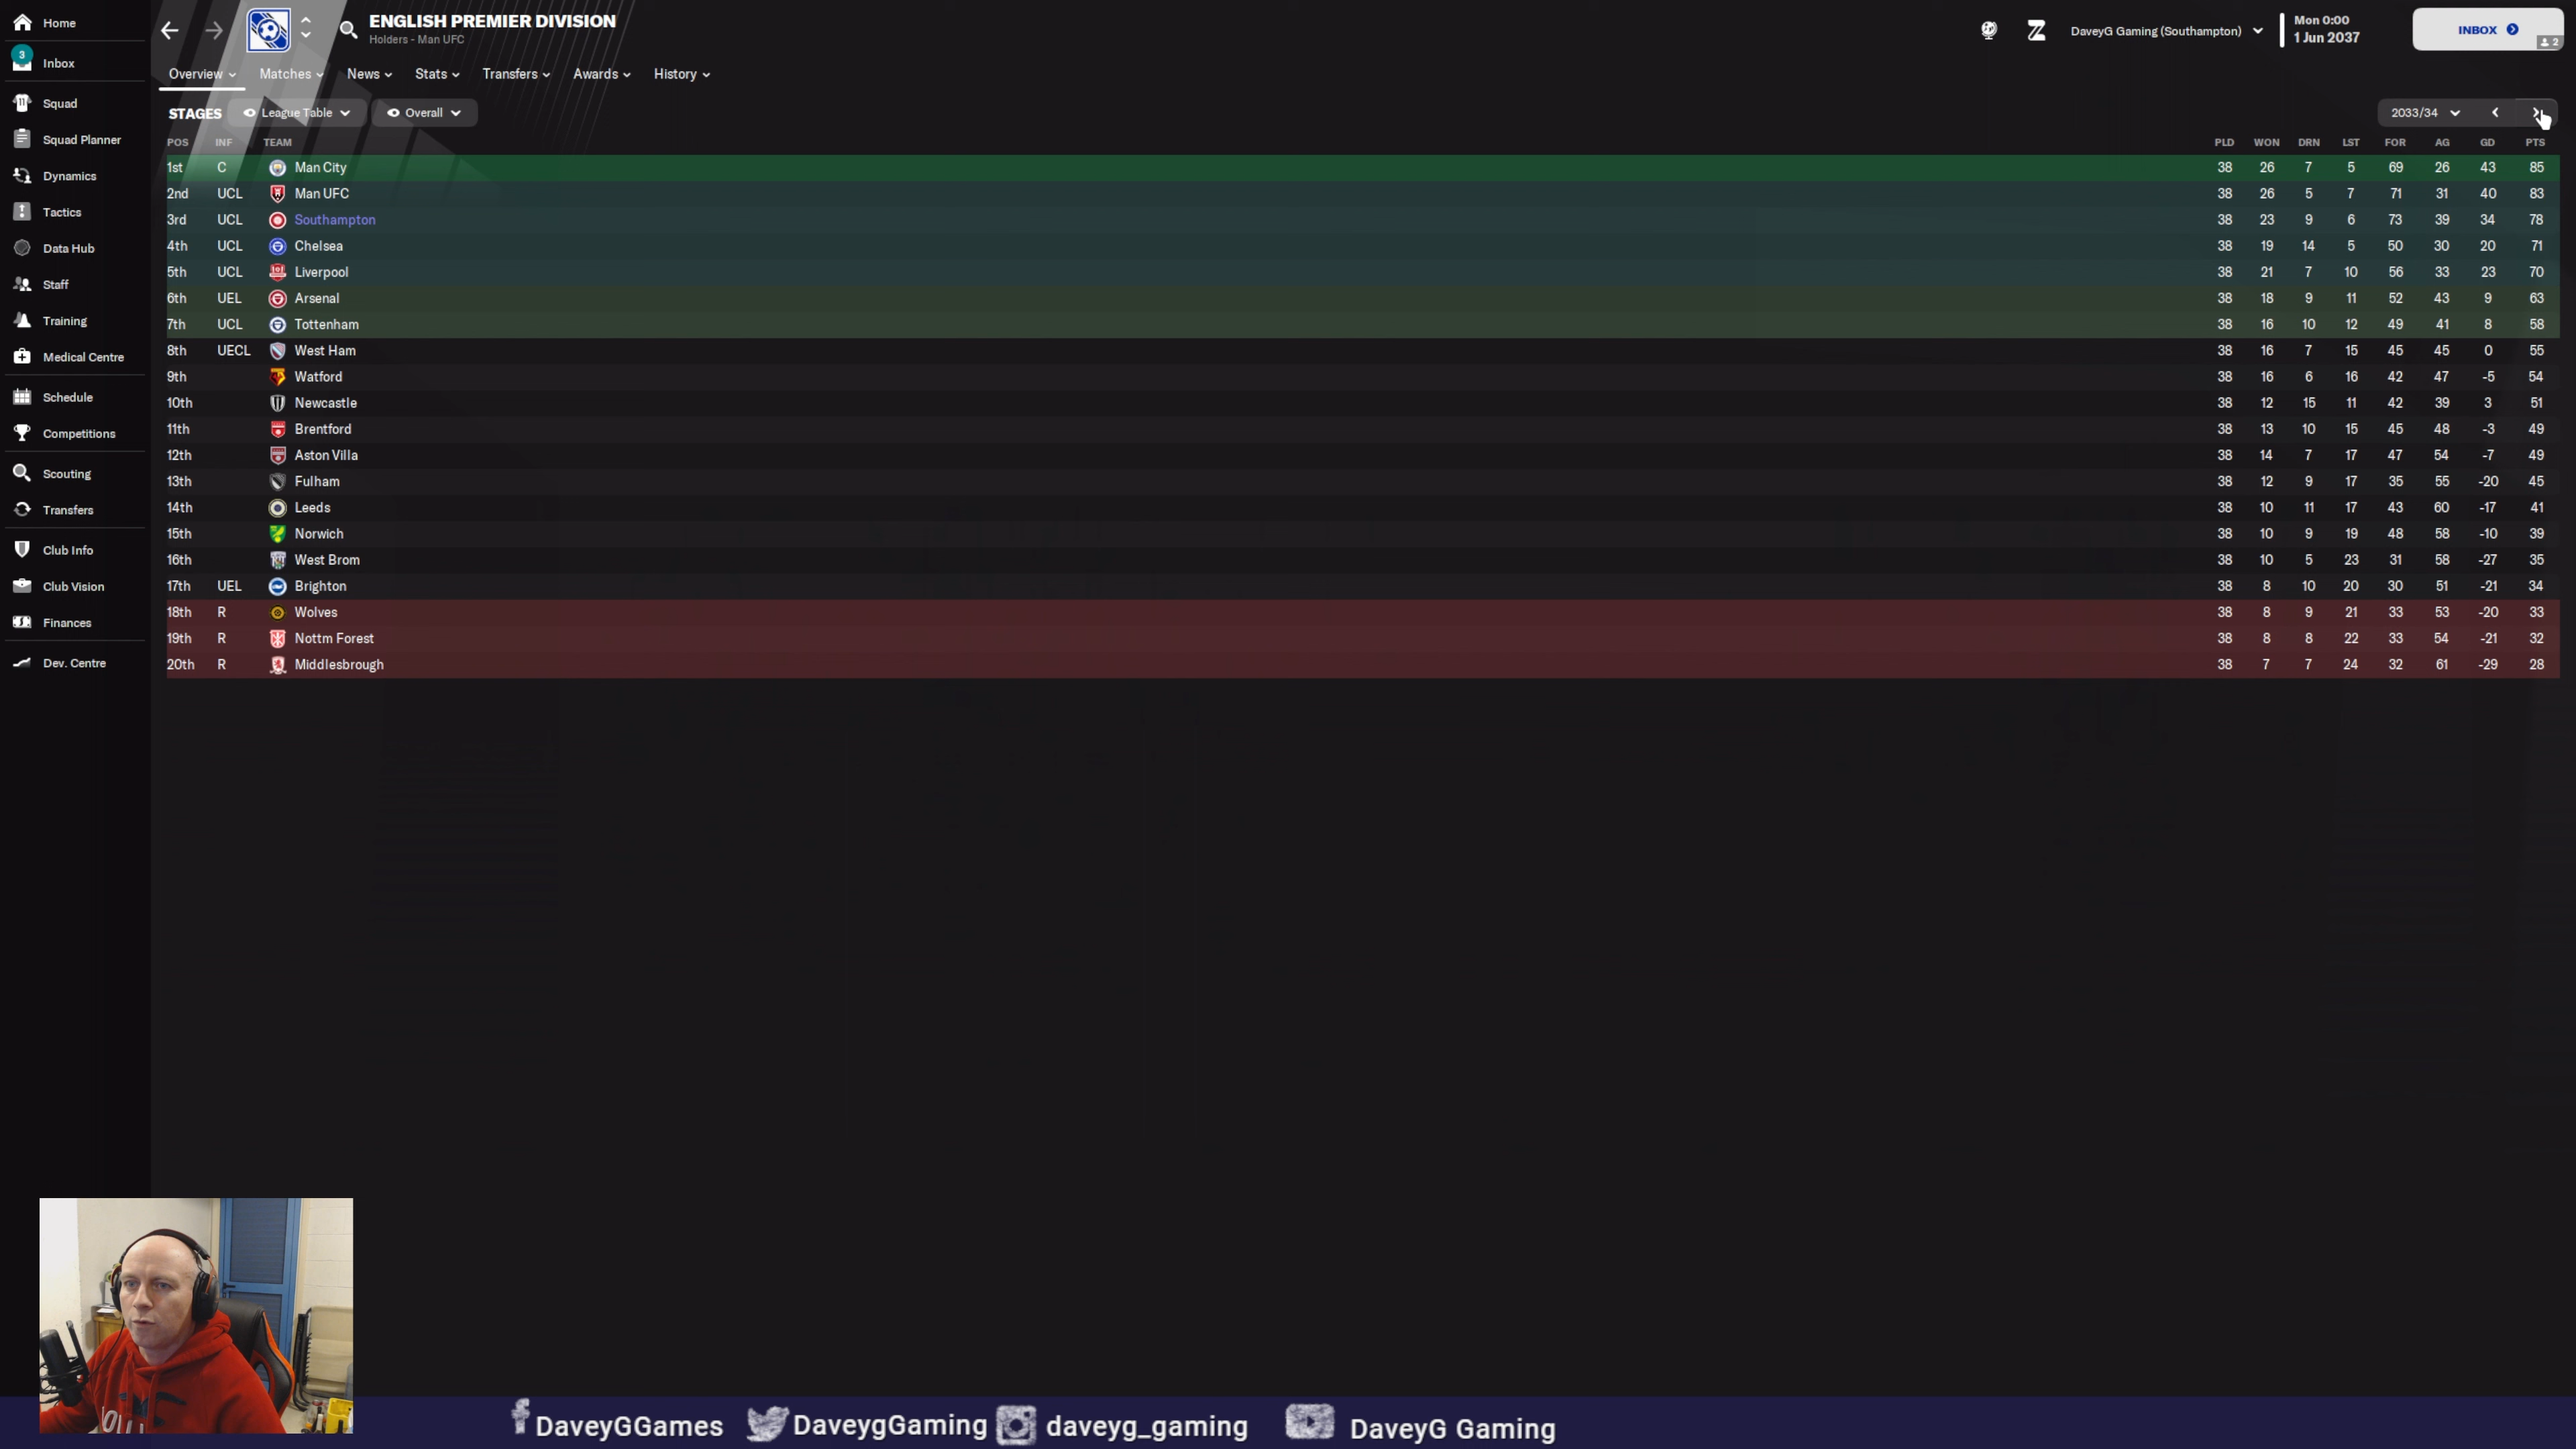 Home
3
Inbox
Squad
Squad Planner
Dynamics
Tactics
Data Hub
Staff
Training
Medical Centre
Schedule
Competitions
Scouting
Transfers
Club Info
Club Vision
Finances
Dev. Centre
ENGLISH PREMIER DIVISION
Holders - Man UFC
DaveyG Gaming (Southampton)
Mon 0:00
1 Jun 2037
INBOX
2
Overview Matches News Stats Transfers Awards History
STAGES League Table Overall 2033/34
POS INF TEAM PLD WON DRN LST FOR AG GD PTS
1st C Man City 38 26 7 5 69 26 43 85
2nd UCL Man UFC 38 26 5 7 71 31 40 83
3rd UCL Southampton 38 23 9 6 73 39 34 78
4th UCL Chelsea 38 19 14 5 50 30 20 71
5th UCL Liverpool 38 21 7 10 56 33 23 70
6th UEL Arsenal 38 18 9 11 52 43 9 63
7th UCL Tottenham 38 16 10 12 49 41 8 58
8th UECL West Ham 38 16 7 15 45 45 0 55
9th Watford 38 16 6 16 42 47 -5 54
10th Newcastle 38 12 15 11 42 39 3 51
11th Brentford 38 13 10 15 45 48 -3 49
12th Aston Villa 38 14 7 17 47 54 -7 49
13th Fulham 38 12 9 17 35 55 -20 45
14th Leeds 38 10 11 17 43 60 -17 41
15th Norwich 38 10 9 19 48 58 -10 39
16th West Brom 38 10 5 23 31 58 -27 35
17th UEL Brighton 38 8 10 20 30 51 -21 34
18th R Wolves 38 8 9 21 33 53 -20 33
19th R Nottm Forest 38 8 8 22 33 54 -21 32
20th R Middlesbrough 38 7 7 24 32 61 -29 28
DaveyGGames DaveygGaming daveyg_gaming DaveyG Gaming